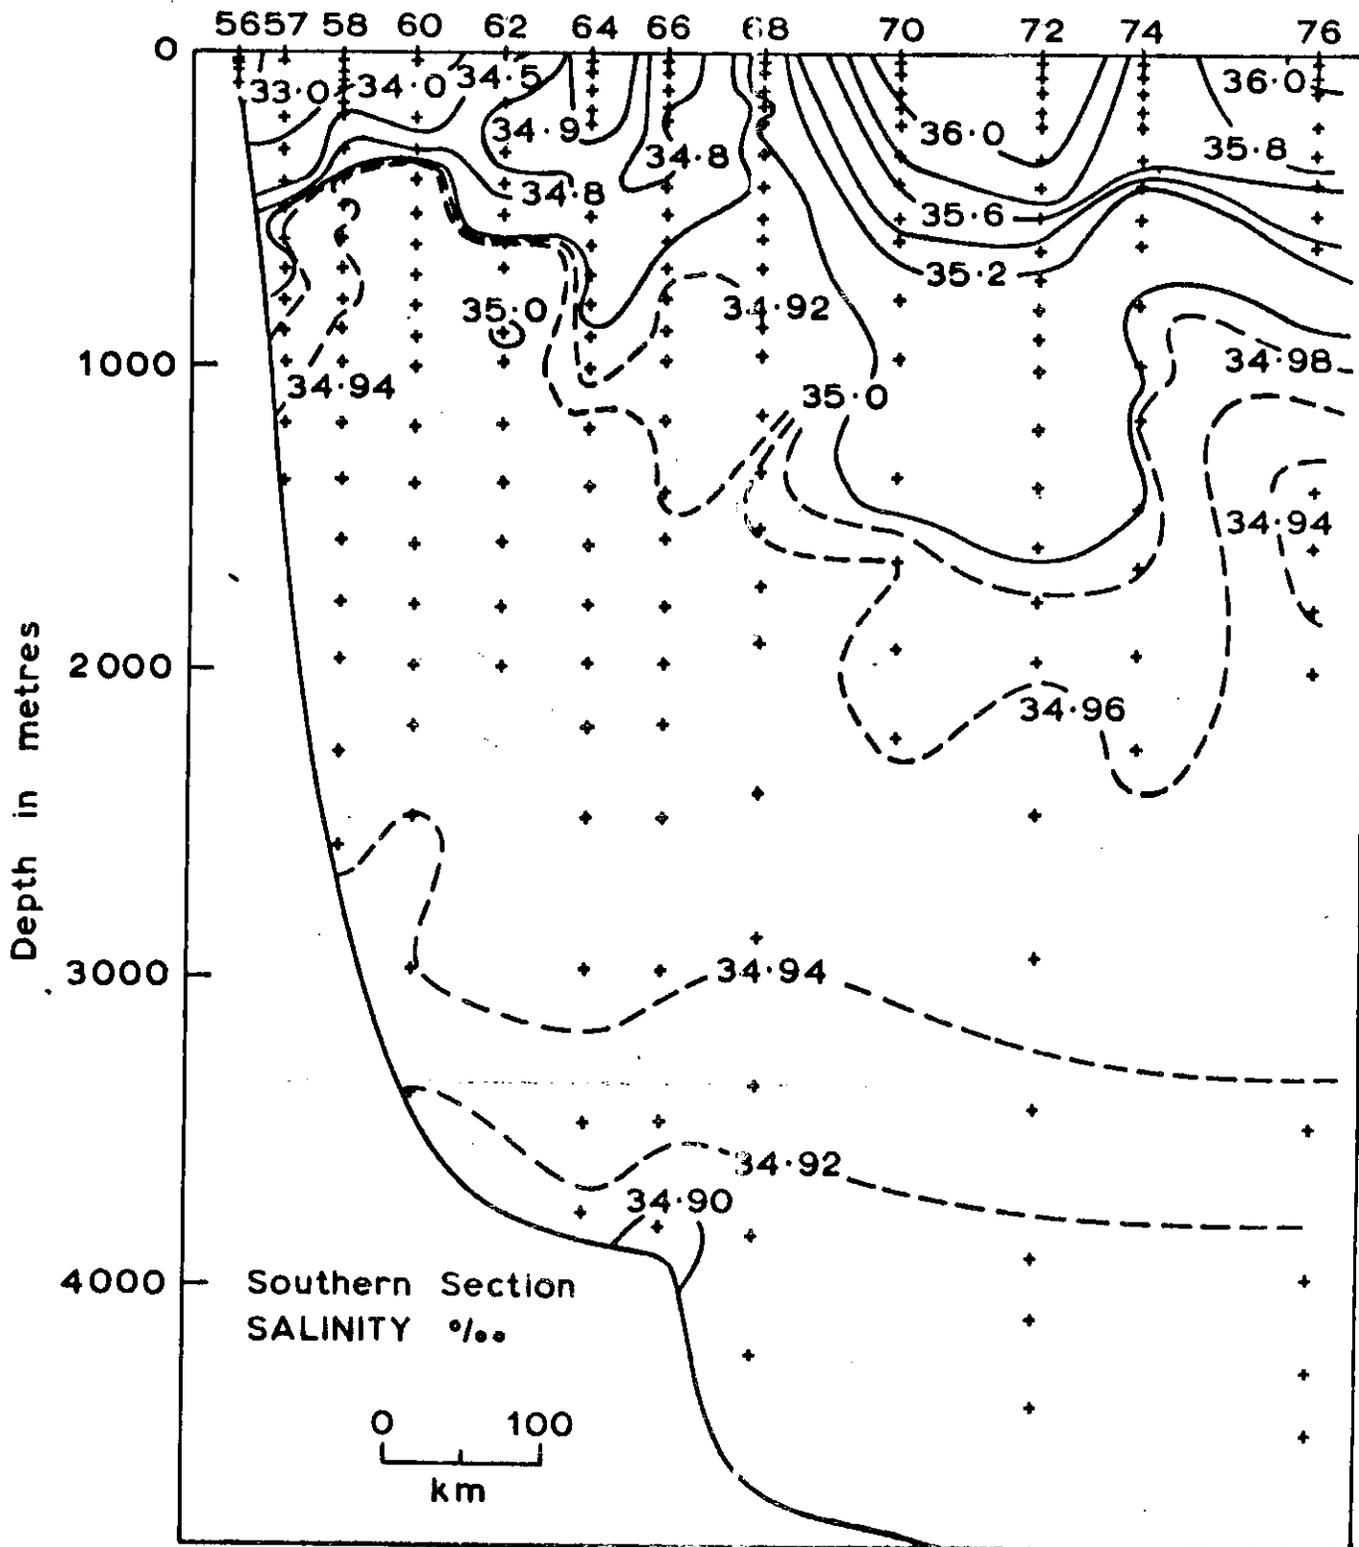 56 57 58 60 62 64 66 68 70 72 74 76
0
33·0 34·0 34·5 36·0
34·9 36·0
34·8 35·8
34·8 35·6
35·2
35·0 34·92
1000 34·98
34·94 35·0
34·94
2000
34·96
3000 34·94
34·92
34·90
4000
Depth in metres
Southern Section
SALINITY ‰
0 100
km